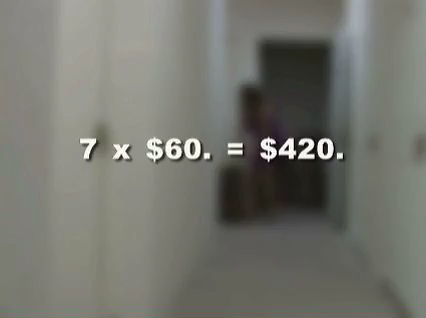 7 x $60. = $420.